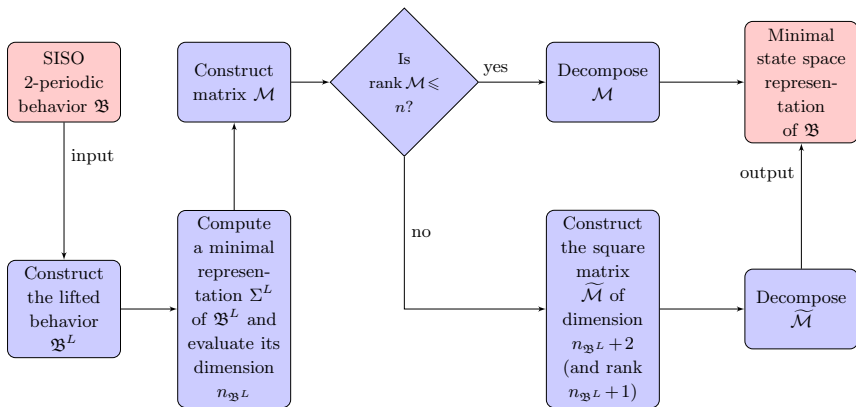 SISO
2-periodic
behavior 𝔅
input
Construct
the lifted
behavior
𝔅^L
Compute
a minimal
represen-
tation Σ^L
of 𝔅^L and
evaluate its
dimension
n_{𝔅^L}
Construct
matrix ℳ
Is
rank ℳ ⩽
n?
yes
Decompose
ℳ
no
Construct
the square
matrix
ℳ̃ of
dimension
n_{𝔅^L}+2
(and rank
n_{𝔅^L}+1)
Decompose
ℳ̃
output
Minimal
state space
represen-
tation
of 𝔅